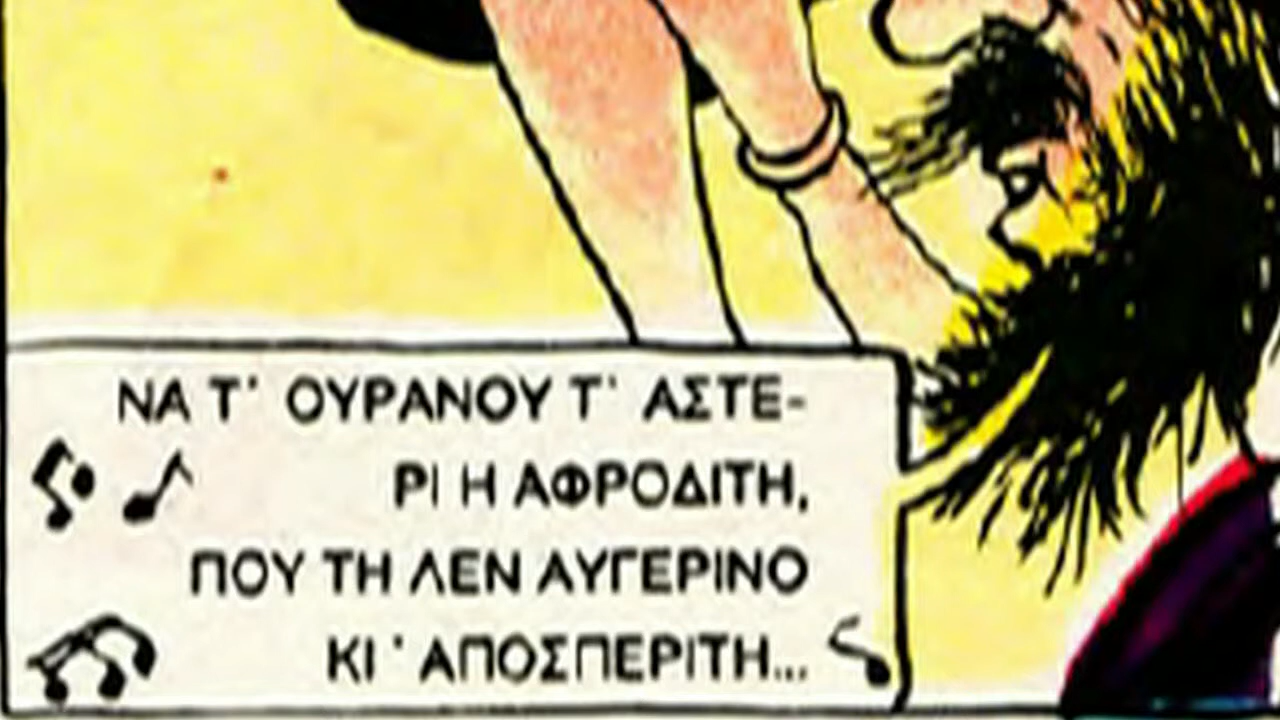 ΝΑ Τ' ΟΥΡΑΝΟΥ Τ' ΑΣΤΕ-
ΡΙ Η ΑΦΡΟΔΙΤΗ,
ΠΟΥ ΤΗ ΛΕΝ ΑΥΓΕΡΙΝΟ
ΚΙ ' ΑΠΟΣΠΕΡΙΤΗ...